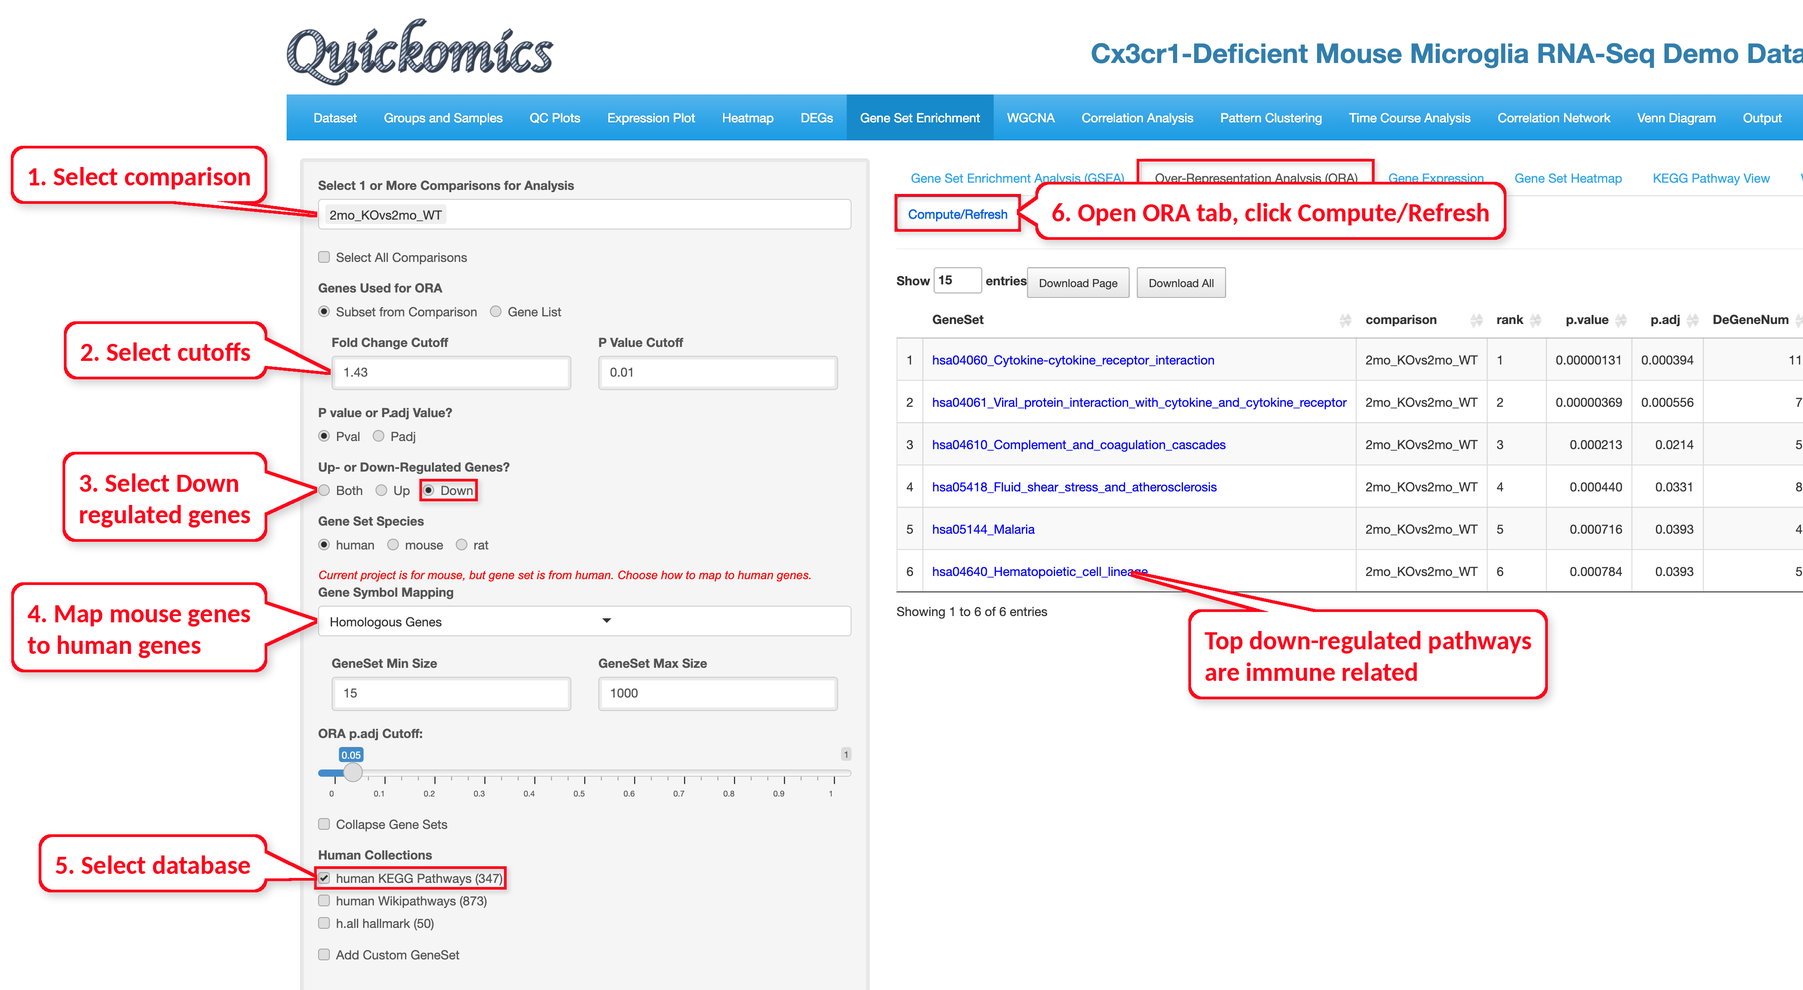 Quickomics
Cx3cr1-Deficient Mouse Microglia RNA-Seq Demo Data
Dataset Groups and Samples QC Plots Expression Plot Heatmap DEGs Gene Set Enrichment WGCNA Correlation Analysis Pattern Clustering Time Course Analysis Correlation Network Venn Diagram Output
1. Select comparison
Select 1 or More Comparisons for Analysis
2mo_KOvs2mo_WT
Select All Comparisons
Genes Used for ORA
Subset from Comparison Gene List
2. Select cutoffs
Fold Change Cutoff P Value Cutoff
1.43 0.01
P value or P.adj Value?
Pval Padj
Up- or Down-Regulated Genes?
3. Select Down
regulated genes
Both Up Down
Gene Set Species
human mouse rat
Current project is for mouse, but gene set is from human. Choose how to map to human genes.
Gene Symbol Mapping
4. Map mouse genes
to human genes
Homologous Genes
GeneSet Min Size GeneSet Max Size
15 1000
ORA p.adj Cutoff:
0.05 1
0 0.1 0.2 0.3 0.4 0.5 0.6 0.7 0.8 0.9 1
Collapse Gene Sets
Human Collections
5. Select database
human KEGG Pathways (347)
human Wikipathways (873)
h.all hallmark (50)
Add Custom GeneSet
Gene Set Enrichment Analysis (GSEA) Over-Representation Analysis (ORA) Gene Expression Gene Set Heatmap KEGG Pathway View
Compute/Refresh
6. Open ORA tab, click Compute/Refresh
Show 15 entries Download Page Download All
GeneSet comparison rank p.value p.adj DeGeneNum
1 hsa04060_Cytokine-cytokine_receptor_interaction 2mo_KOvs2mo_WT 1 0.00000131 0.000394 11
2 hsa04061_Viral_protein_interaction_with_cytokine_and_cytokine_receptor 2mo_KOvs2mo_WT 2 0.00000369 0.000556 7
3 hsa04610_Complement_and_coagulation_cascades 2mo_KOvs2mo_WT 3 0.000213 0.0214 5
4 hsa05418_Fluid_shear_stress_and_atherosclerosis 2mo_KOvs2mo_WT 4 0.000440 0.0331 8
5 hsa05144_Malaria 2mo_KOvs2mo_WT 5 0.000716 0.0393 4
6 hsa04640_Hematopoietic_cell_lineage 2mo_KOvs2mo_WT 6 0.000784 0.0393 5
Showing 1 to 6 of 6 entries
Top down-regulated pathways
are immune related